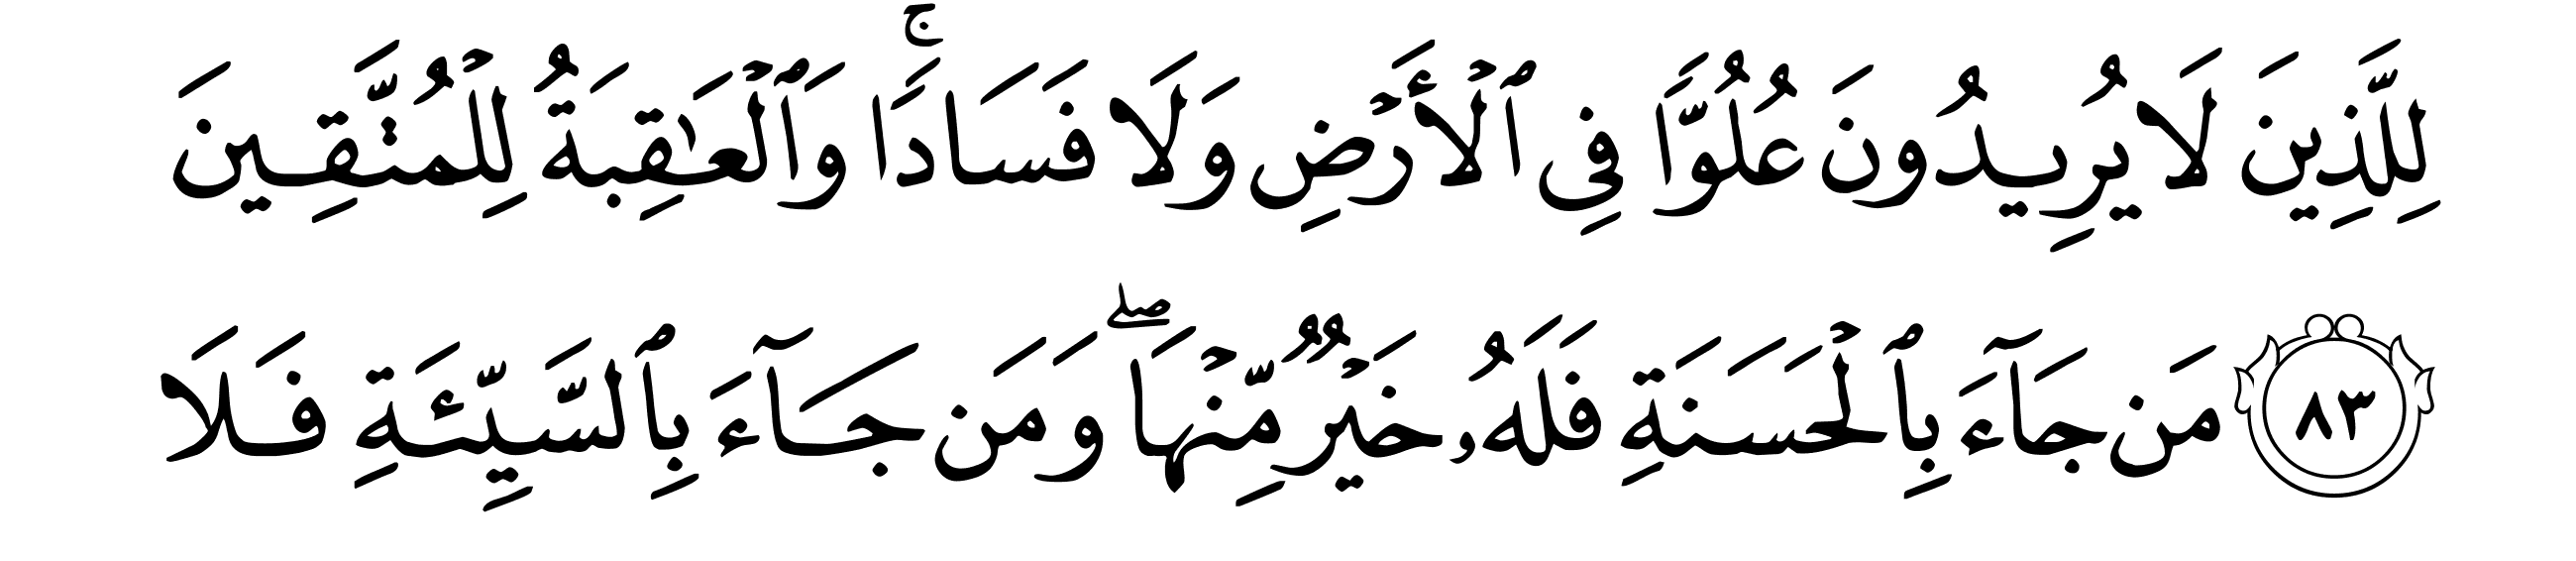 لِلَّذِينَ لَا يُرِيدُونَ عُلُوًّا فِي ٱلْأَرْضِ وَلَا فَسَادًاۚ وَٱلْعَٰقِبَةُ لِلْمُتَّقِينَ
٨٣ مَن جَآءَ بِٱلْحَسَنَةِ فَلَهُۥ خَيْرٌ مِّنْهَاۖ وَمَن جَآءَ بِٱلسَّيِّئَةِ فَلَا